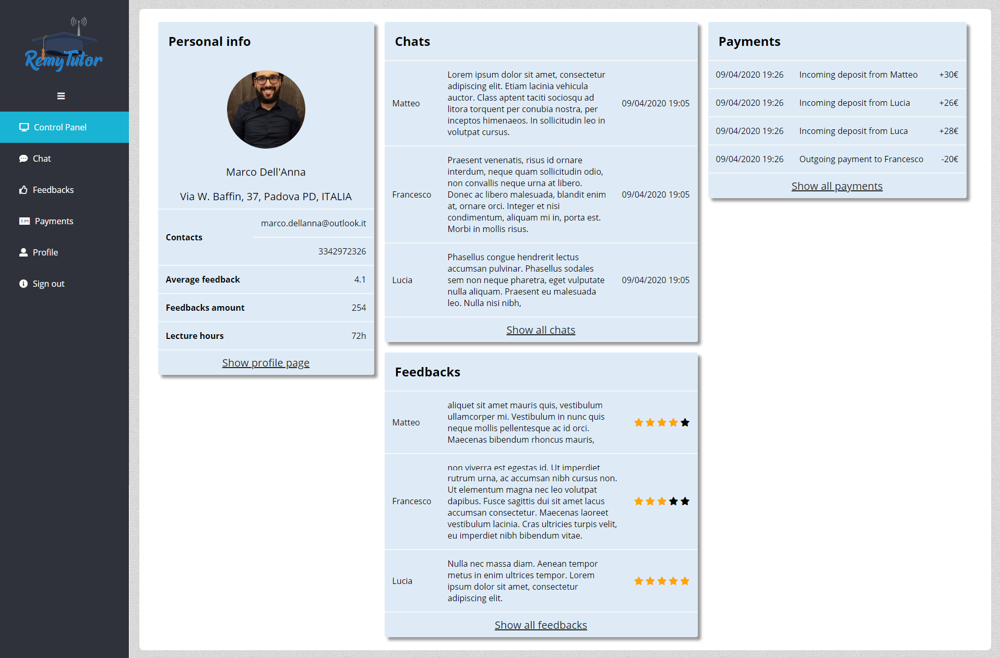 RemyTutor
Control Panel
Chat
Feedbacks
Payments
Profile
Sign out
Personal info
Marco Dell'Anna
Via W. Baffin, 37, Padova PD, ITALIA
Contacts
marco.dellanna@outlook.it
3342972326
Average feedback 4.1
Feedbacks amount 254
Lecture hours 72h
Show profile page
Chats
Matteo
Lorem ipsum dolor sit amet, consectetur
adipiscing elit. Etiam lacinia vehicula
auctor. Class aptent taciti sociosqu ad
litora torquent per conubia nostra, per
inceptos himenaeos. In sollicitudin leo in
volutpat cursus.
09/04/2020 19:05
Francesco
Praesent venenatis, risus id ornare
interdum, neque quam sollicitudin odio,
non convallis neque urna at libero.
Donec ac libero malesuada, blandit enim
at, ornare orci. Integer et nisi
condimentum, aliquam mi in, porta est.
Morbi in mollis risus.
09/04/2020 19:05
Lucia
Phasellus congue hendrerit lectus
accumsan pulvinar. Phasellus sodales
sem non neque pharetra, eget vulputate
nulla aliquam. Praesent eu malesuada
leo. Nulla nisi nibh,
09/04/2020 19:05
Show all chats
Feedbacks
Matteo
aliquet sit amet mauris quis, vestibulum
ullamcorper mi. Vestibulum in nunc quis
neque mollis pellentesque ac id orci.
Maecenas bibendum rhoncus mauris,
Francesco
non viverra est egestas id. Ut imperdiet
rutrum urna, ac accumsan nibh cursus non.
Ut elementum magna nec leo volutpat
dapibus. Fusce sagittis dui sit amet lacus
accumsan consectetur. Maecenas laoreet
vestibulum lacinia. Cras ultricies turpis velit,
eu imperdiet nibh bibendum vitae.
Lucia
Nulla nec massa diam. Aenean tempor
metus in enim ultrices tempor. Lorem
ipsum dolor sit amet, consectetur
adipiscing elit.
Show all feedbacks
Payments
09/04/2020 19:26 Incoming deposit from Matteo +30€
09/04/2020 19:26 Incoming deposit from Lucia +26€
09/04/2020 19:26 Incoming deposit from Luca +28€
09/04/2020 19:26 Outgoing payment to Francesco -20€
Show all payments